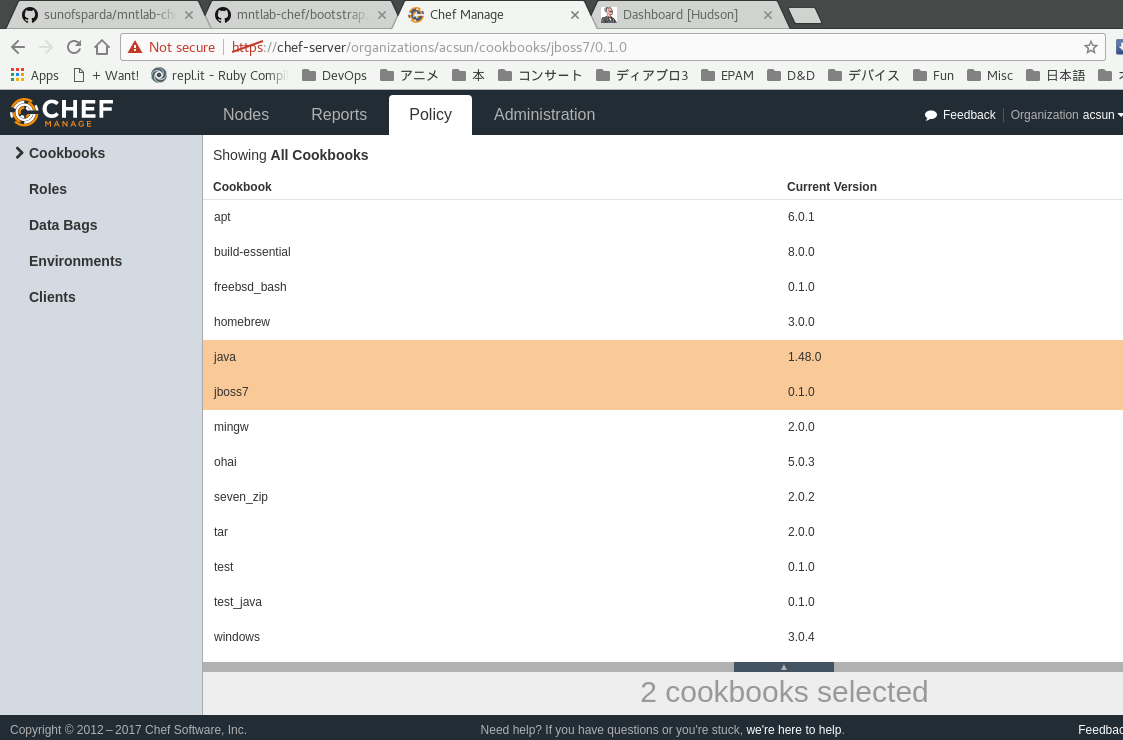 sunofsparda/mntlab-che
mntlab-chef/bootstrap.
Chef Manage
Dashboard [Hudson]
Not secure
https://chef-server/organizations/acsun/cookbooks/jboss7/0.1.0
Apps
+ Want!
repl.it - Ruby Compi
DevOps
アニメ
本
コンサート
ディアブロ3
EPAM
D&D
デバイス
Fun
Misc
日本語
CHEF
MANAGE
Nodes
Reports
Policy
Administration
Feedback
Organization acsun
Cookbooks
Roles
Data Bags
Environments
Clients
Showing All Cookbooks
Cookbook Current Version
apt 6.0.1
build-essential 8.0.0
freebsd_bash 0.1.0
homebrew 3.0.0
java 1.48.0
jboss7 0.1.0
mingw 2.0.0
ohai 5.0.3
seven_zip 2.0.2
tar 2.0.0
test 0.1.0
test_java 0.1.0
windows 3.0.4
2 cookbooks selected
Copyright © 2012 – 2017 Chef Software, Inc.
Need help? If you have questions or you're stuck, we're here to help.
Feedbac